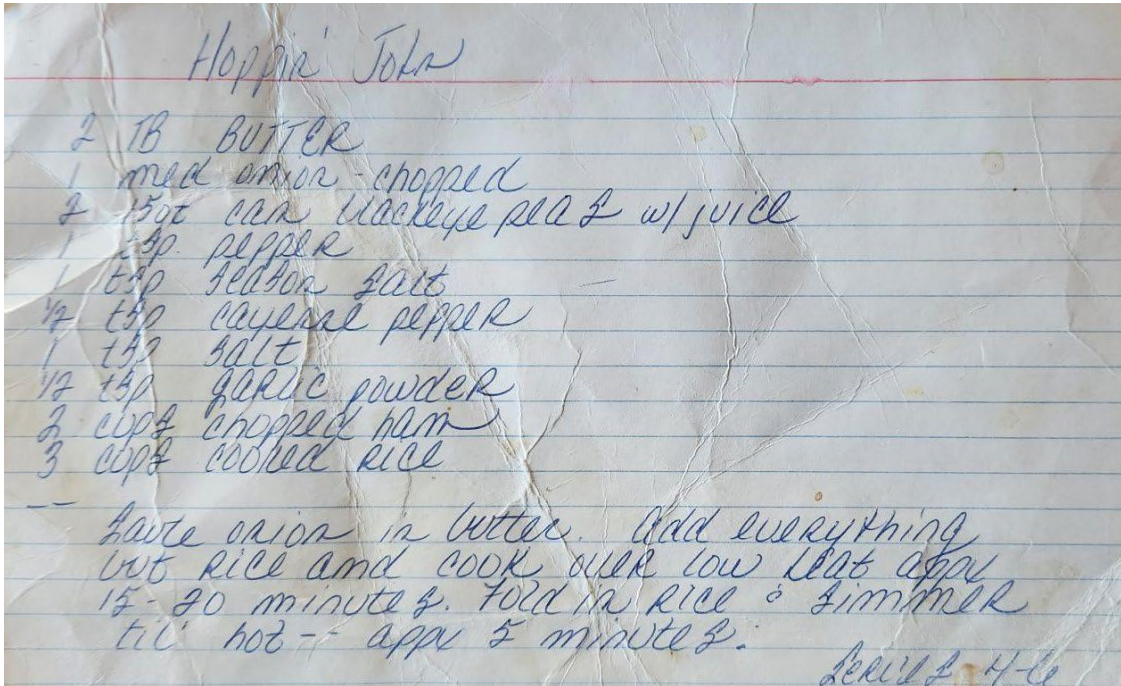 Hoppin' John
2 TB BUTTER
1 med onion - chopped
2 15oz can blackeye peas w/juice
1 tsp. pepper
1 tsp season salt
1/2 tsp cayenne pepper
1 tsp salt
1/2 tsp garlic powder
2 cups chopped ham
3 cups cooked rice
--
Saute onion in butter. Add everything
but rice and cook over low heat appx
15-20 minutes. Fold in rice & simmer
til' hot -- appx 5 minutes.
Serves 4-6